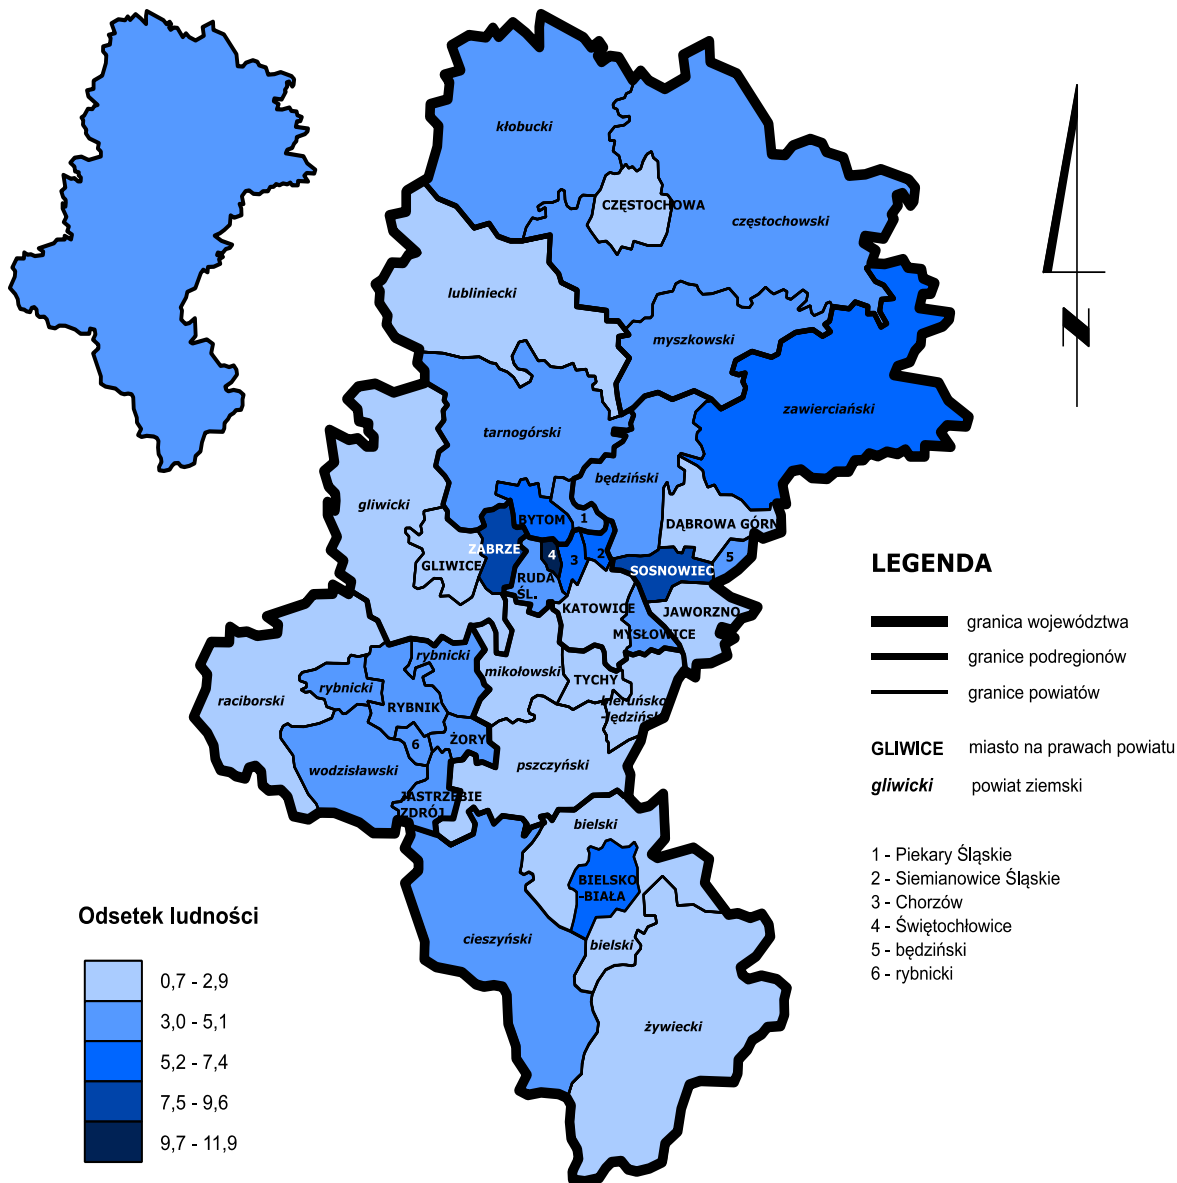 kłobucki
CZĘSTOCHOWA
częstochowski
lubliniecki
myszkowski
zawierciański
tarnogórski
będziński
gliwicki
BYTOM
1
DĄBROWA GÓRN
ZABRZE
4
3
2
5
GLIWICE
RUDA
ŚL.
SOSNOWIEC
KATOWICE
JAWORZNO
MYSŁOWICE
rybnicki
mikołowski
TYCHY
raciborski
rybnicki
RYBNIK
bieruńsko
-lędzińsk
6
ŻORY
wodzisławski
pszczyński
JASTRZĘBIE
ZDRÓJ
bielski
BIELSKO
-BIAŁA
cieszyński
bielski
żywiecki
N
LEGENDA
granica województwa
granice podregionów
granice powiatów
GLIWICE miasto na prawach powiatu
gliwicki powiat ziemski
1 - Piekary Śląskie
2 - Siemianowice Śląskie
3 - Chorzów
4 - Świętochłowice
5 - będziński
6 - rybnicki
Odsetek ludności
0,7 - 2,9
3,0 - 5,1
5,2 - 7,4
7,5 - 9,6
9,7 - 11,9